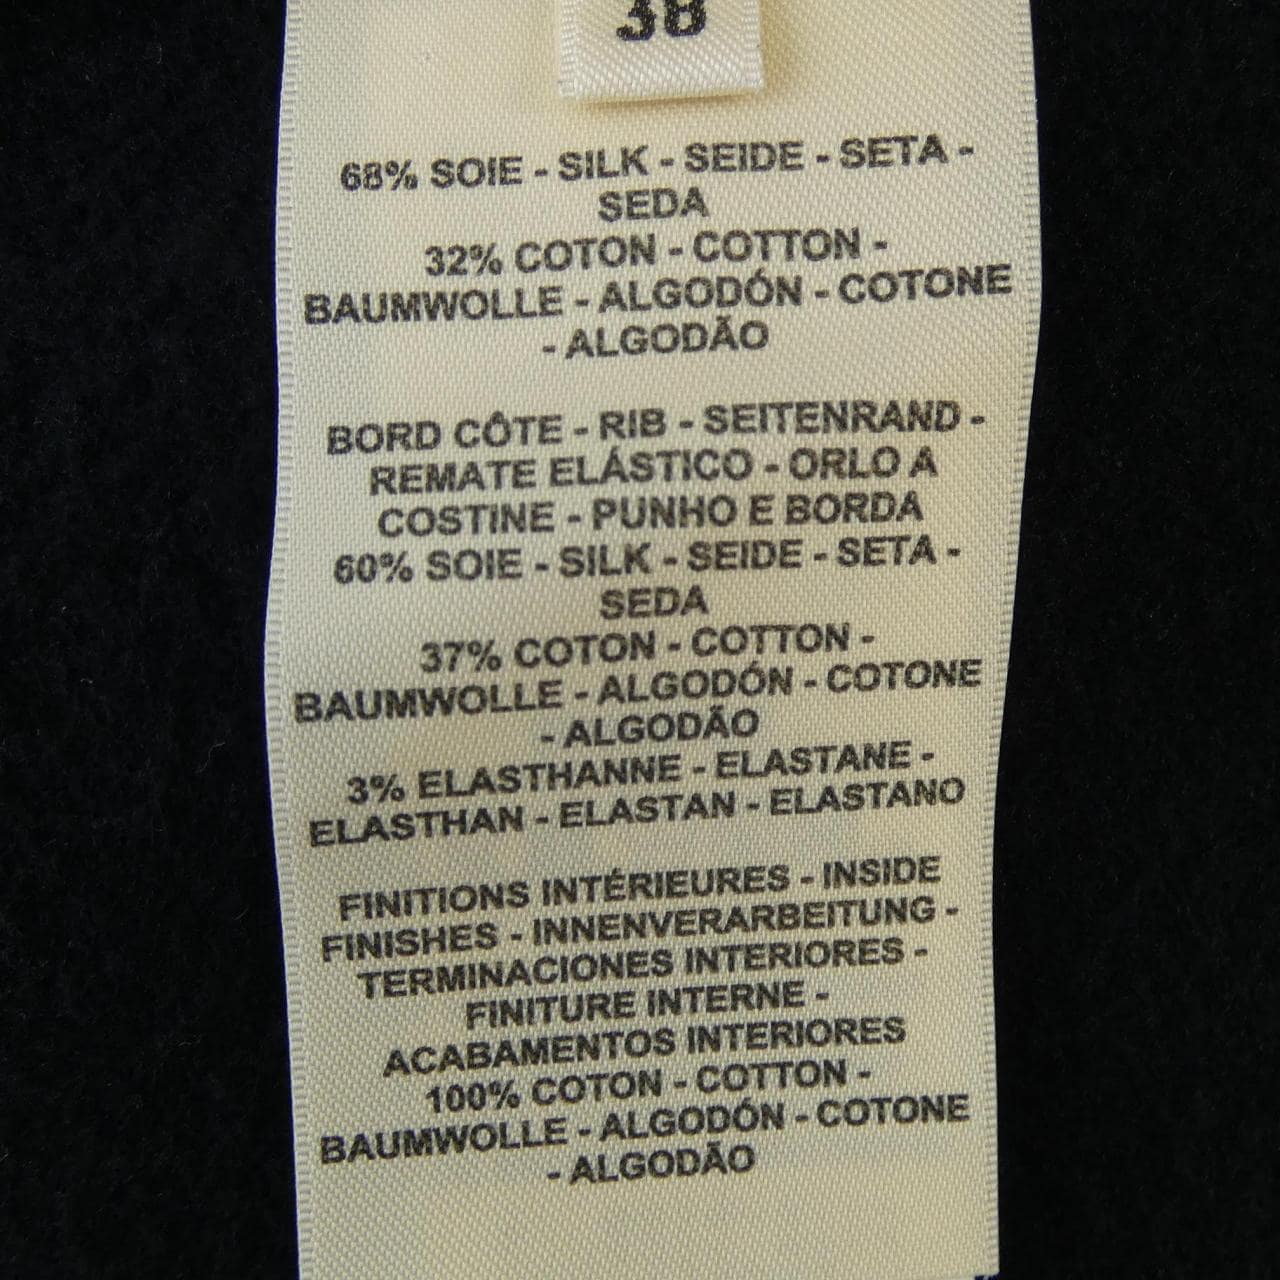 38
68% SOIE - SILK - SEIDE - SETA -
SEDA
32% COTON - COTTON -
BAUMWOLLE - ALGODÓN - COTONE
- ALGODÃO
BORD CÔTE - RIB - SEITENRAND -
REMATE ELÁSTICO - ORLO A
COSTINE - PUNHO E BORDA
60% SOIE - SILK - SEIDE - SETA -
SEDA
37% COTON - COTTON -
BAUMWOLLE - ALGODÓN - COTONE
- ALGODÃO
3% ELASTHANNE - ELASTANE -
ELASTHAN - ELASTAN - ELASTANO
FINITIONS INTÉRIEURES - INSIDE
FINISHES - INNENVERARBEITUNG -
TERMINACIONES INTERIORES -
FINITURE INTERNE -
ACABAMENTOS INTERIORES
100% COTON - COTTON -
BAUMWOLLE - ALGODÓN - COTONE
- ALGODÃO